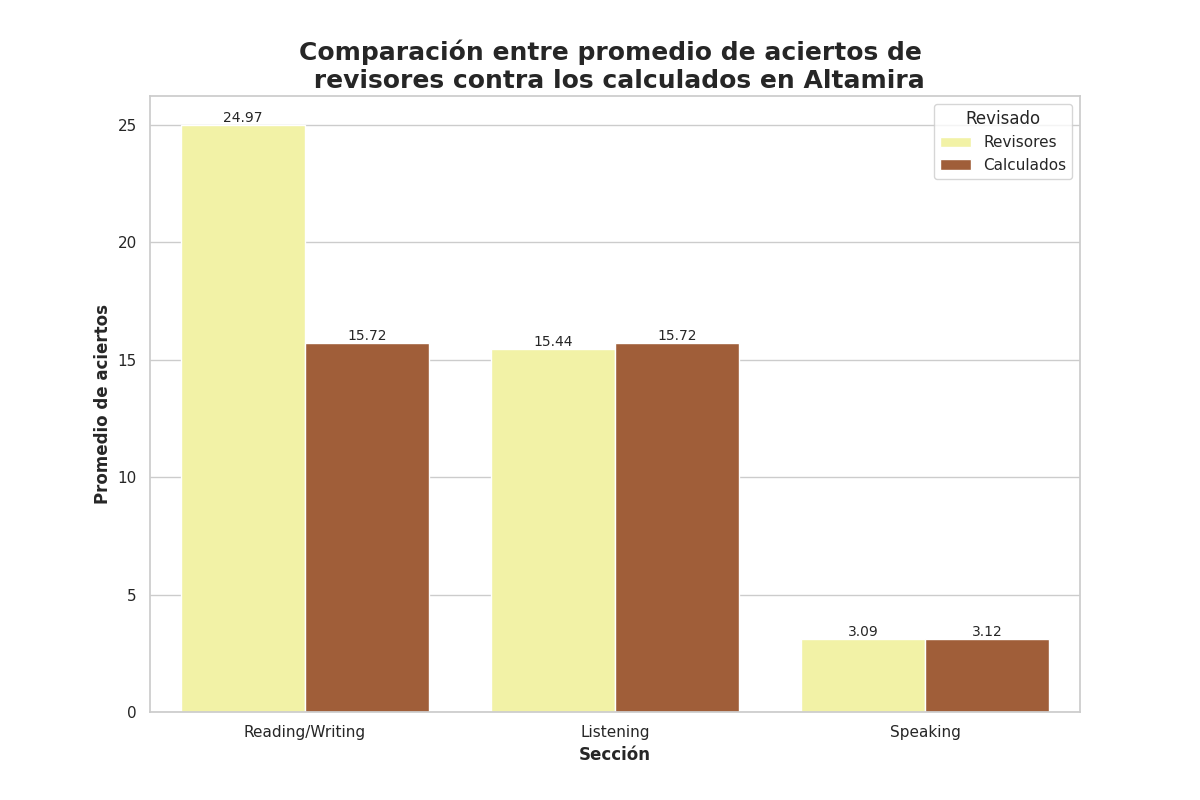 Comparación entre promedio de aciertos de
revisores contra los calculados en Altamira
Revisado
Revisores
Calculados
Promedio de aciertos
25
20
15
10
5
0
24.97
15.72
15.44
15.72
3.09
3.12
Reading/Writing
Listening
Speaking
Sección